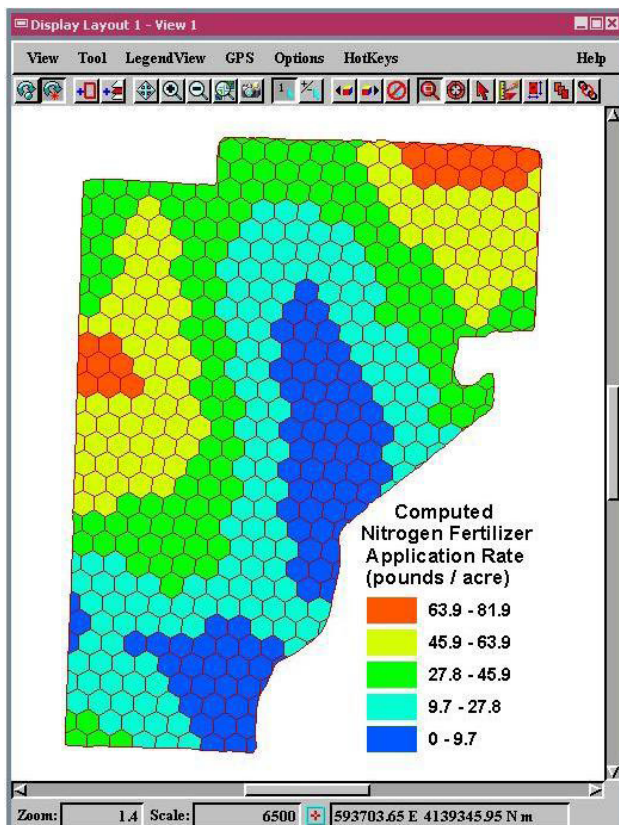 Display Layout 1 - View 1
View Tool LegendView GPS Options HotKeys Help
Computed
Nitrogen Fertilizer
Application Rate
(pounds / acre)
63.9 - 81.9
45.9 - 63.9
27.8 - 45.9
9.7 - 27.8
0 - 9.7
Zoom: 1.4 Scale: 6500 593703.65 E 4139345.95 N m